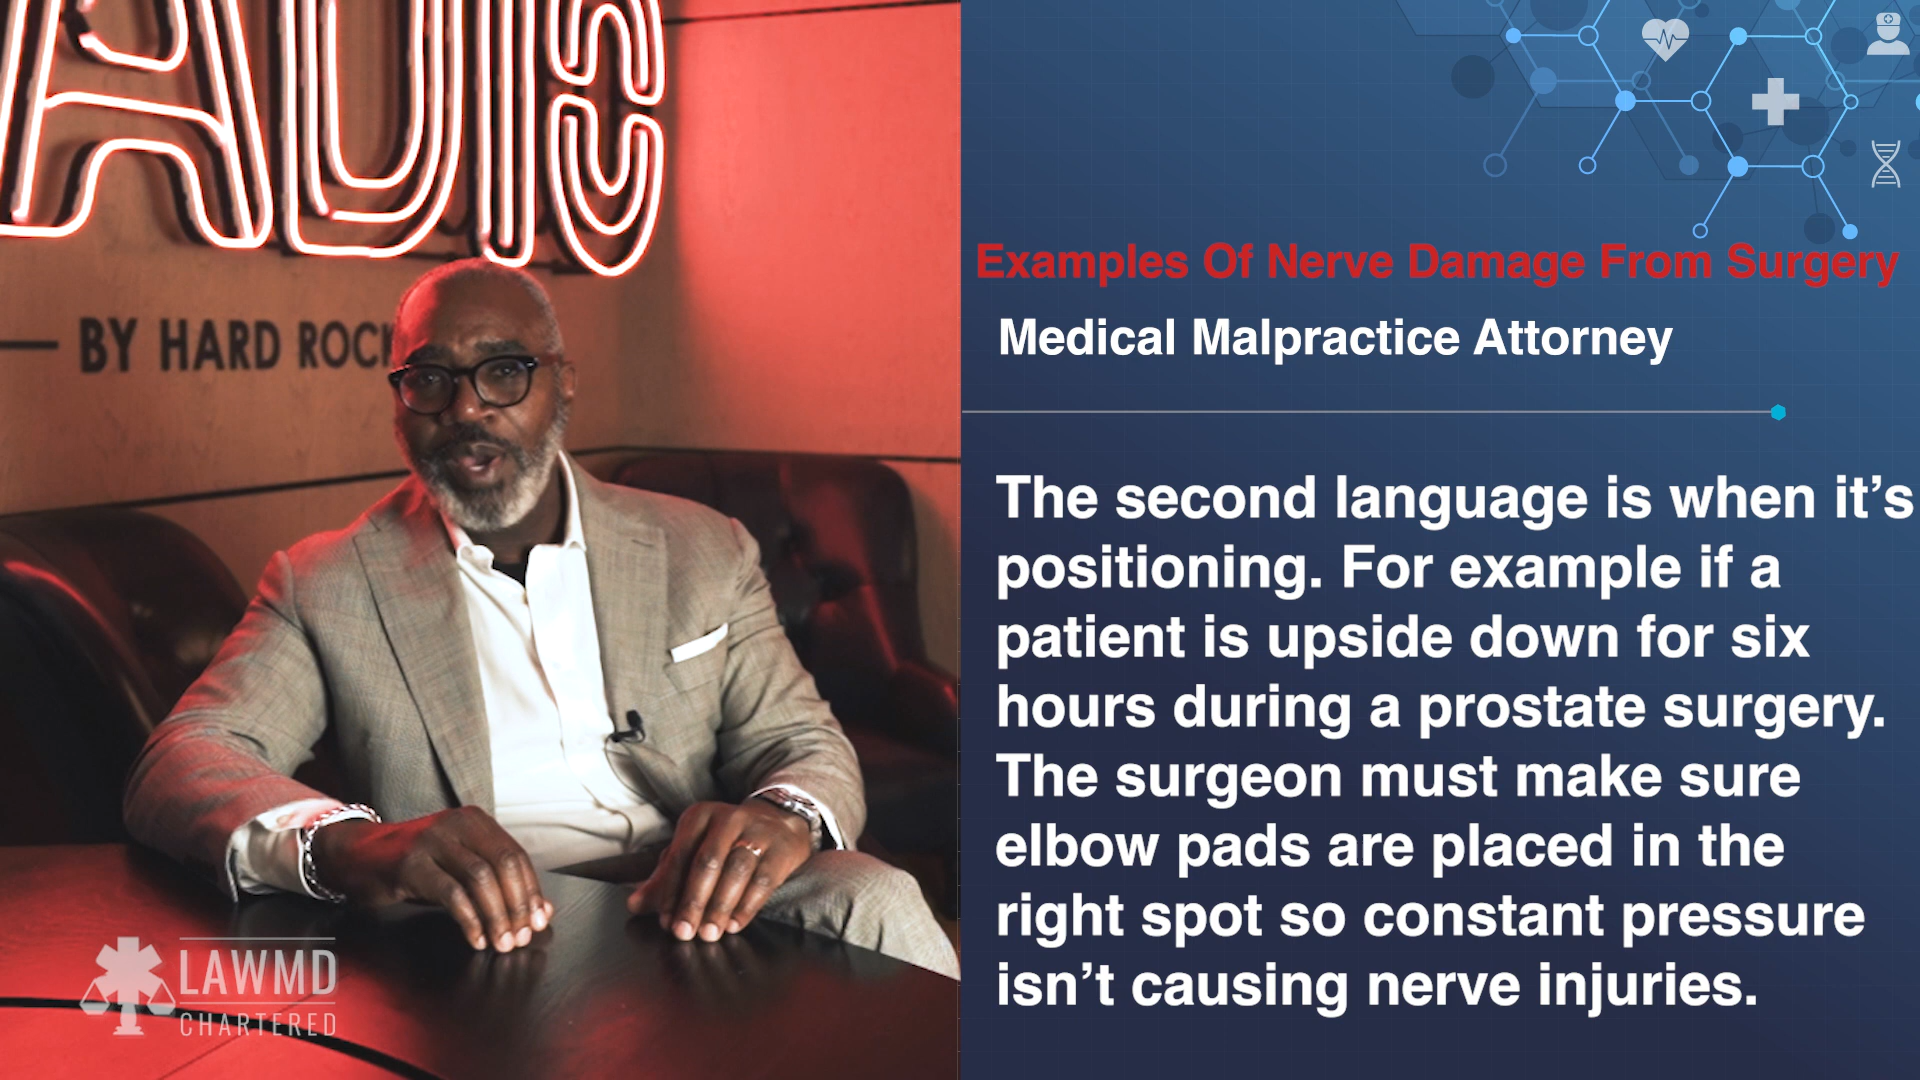 BY HARD ROCK
LAWMD
CHARTERED
Examples Of Nerve Damage From Surgery
Medical Malpractice Attorney
The second language is when it’s
positioning. For example if a
patient is upside down for six
hours during a prostate surgery.
The surgeon must make sure
elbow pads are placed in the
right spot so constant pressure
isn’t causing nerve injuries.